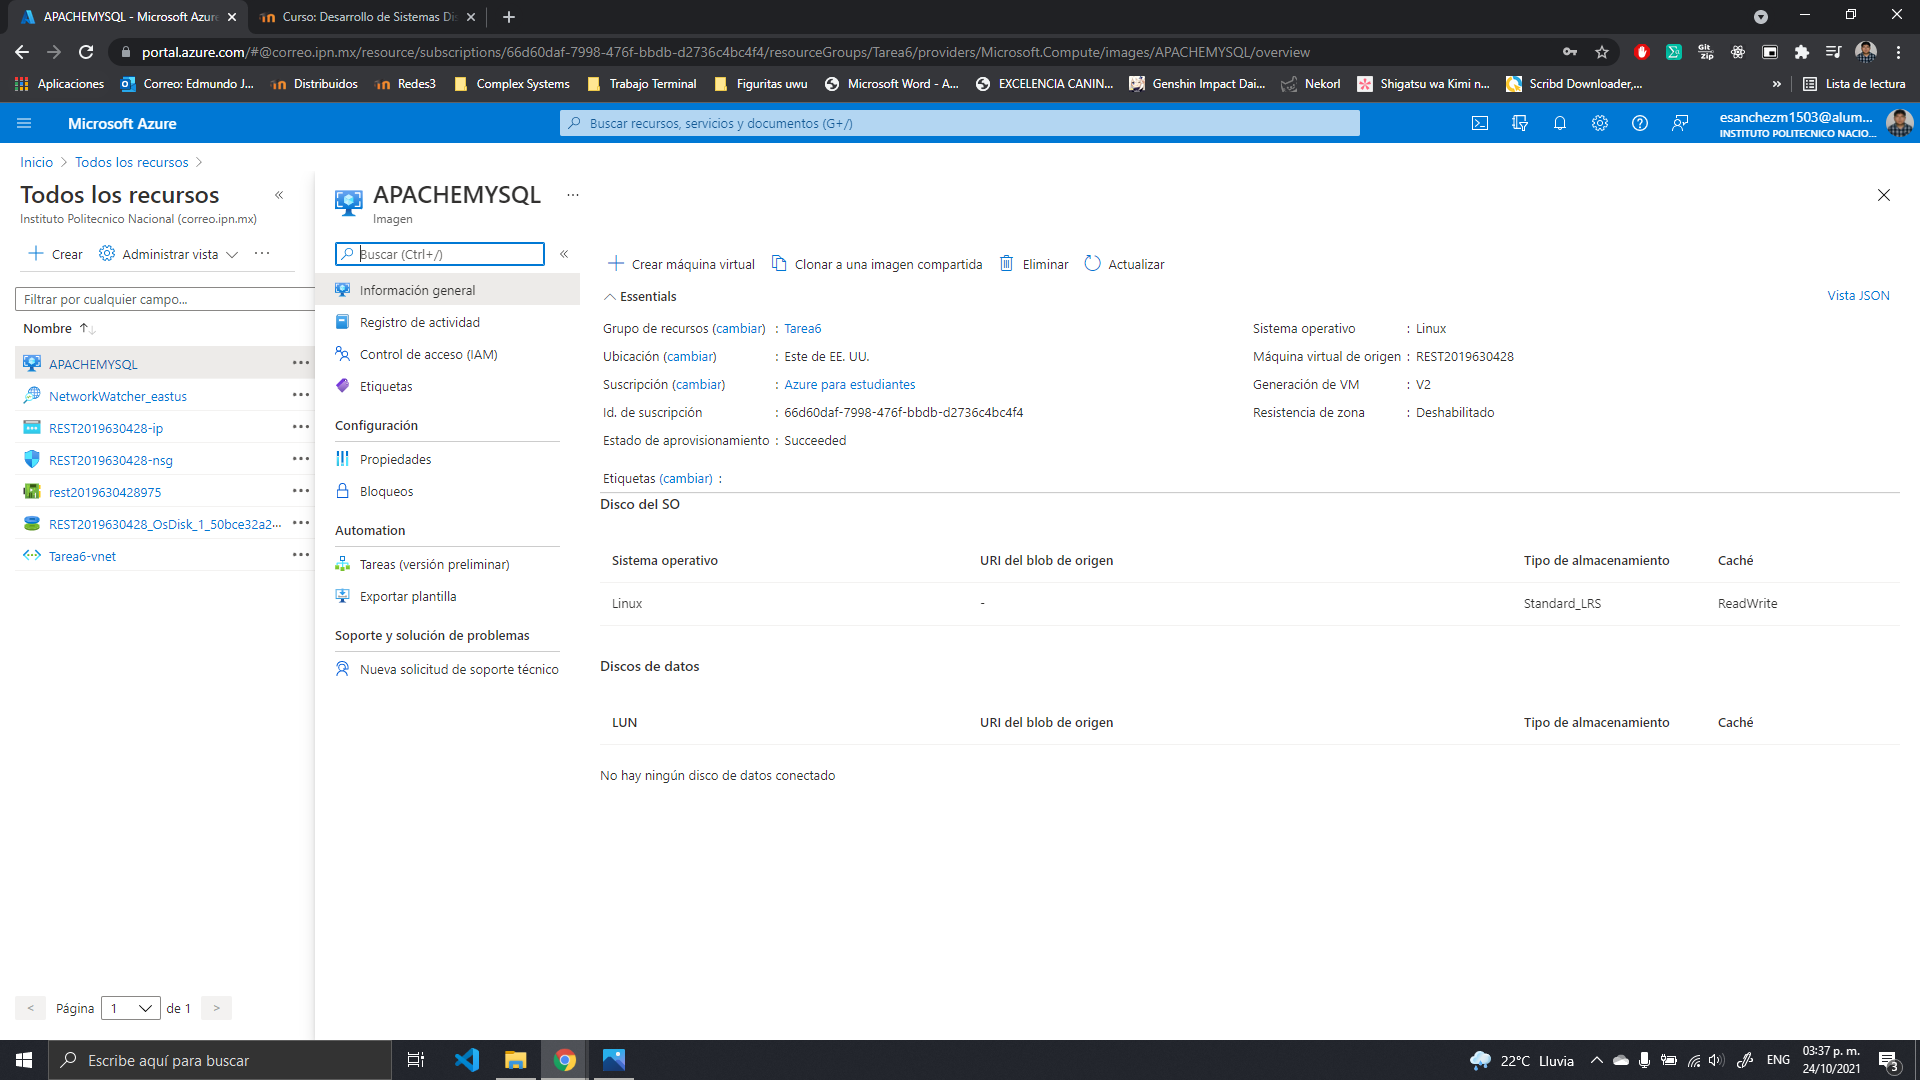 APACHEMYSQL - Microsoft Azure
Curso: Desarrollo de Sistemas Dis
portal.azure.com/#@correo.ipn.mx/resource/subscriptions/66d60daf-7998-476f-bbdb-d2736c4bc4f4/resourceGroups/Tarea6/providers/Microsoft.Compute/images/APACHEMYSQL/overview
Aplicaciones
Correo: Edmundo J...
Distribuidos
Redes3
Complex Systems
Trabajo Terminal
Figuritas uwu
Microsoft Word - A...
EXCELENCIA CANIN...
Genshin Impact Dai...
Nekorl
Shigatsu wa Kimi n...
Scribd Downloader,...
»
Lista de lectura
Microsoft Azure
Buscar recursos, servicios y documentos (G+/)
esanchezm1503@alum...
INSTITUTO POLITECNICO NACIO...
Inicio > Todos los recursos >
Todos los recursos
Instituto Politecnico Nacional (correo.ipn.mx)
Crear
Administrar vista
Filtrar por cualquier campo...
Nombre
APACHEMYSQL
NetworkWatcher_eastus
REST2019630428-ip
REST2019630428-nsg
rest2019630428975
REST2019630428_OsDisk_1_50bce32a2...
Tarea6-vnet
< Página 1 de 1 >
APACHEMYSQL
Imagen
Buscar (Ctrl+/)
Información general
Registro de actividad
Control de acceso (IAM)
Etiquetas
Configuración
Propiedades
Bloqueos
Automation
Tareas (versión preliminar)
Exportar plantilla
Soporte y solución de problemas
Nueva solicitud de soporte técnico
Crear máquina virtual
Clonar a una imagen compartida
Eliminar
Actualizar
Essentials
Vista JSON
Grupo de recursos (cambiar) : Tarea6
Ubicación (cambiar) : Este de EE. UU.
Suscripción (cambiar) : Azure para estudiantes
Id. de suscripción : 66d60daf-7998-476f-bbdb-d2736c4bc4f4
Estado de aprovisionamiento : Succeeded
Sistema operativo : Linux
Máquina virtual de origen : REST2019630428
Generación de VM : V2
Resistencia de zona : Deshabilitado
Etiquetas (cambiar) :
Disco del SO
Sistema operativo URI del blob de origen Tipo de almacenamiento Caché
Linux - Standard_LRS ReadWrite
Discos de datos
LUN URI del blob de origen Tipo de almacenamiento Caché
No hay ningún disco de datos conectado
Escribe aquí para buscar
22°C Lluvia
ENG
03:37 p. m.
24/10/2021
3